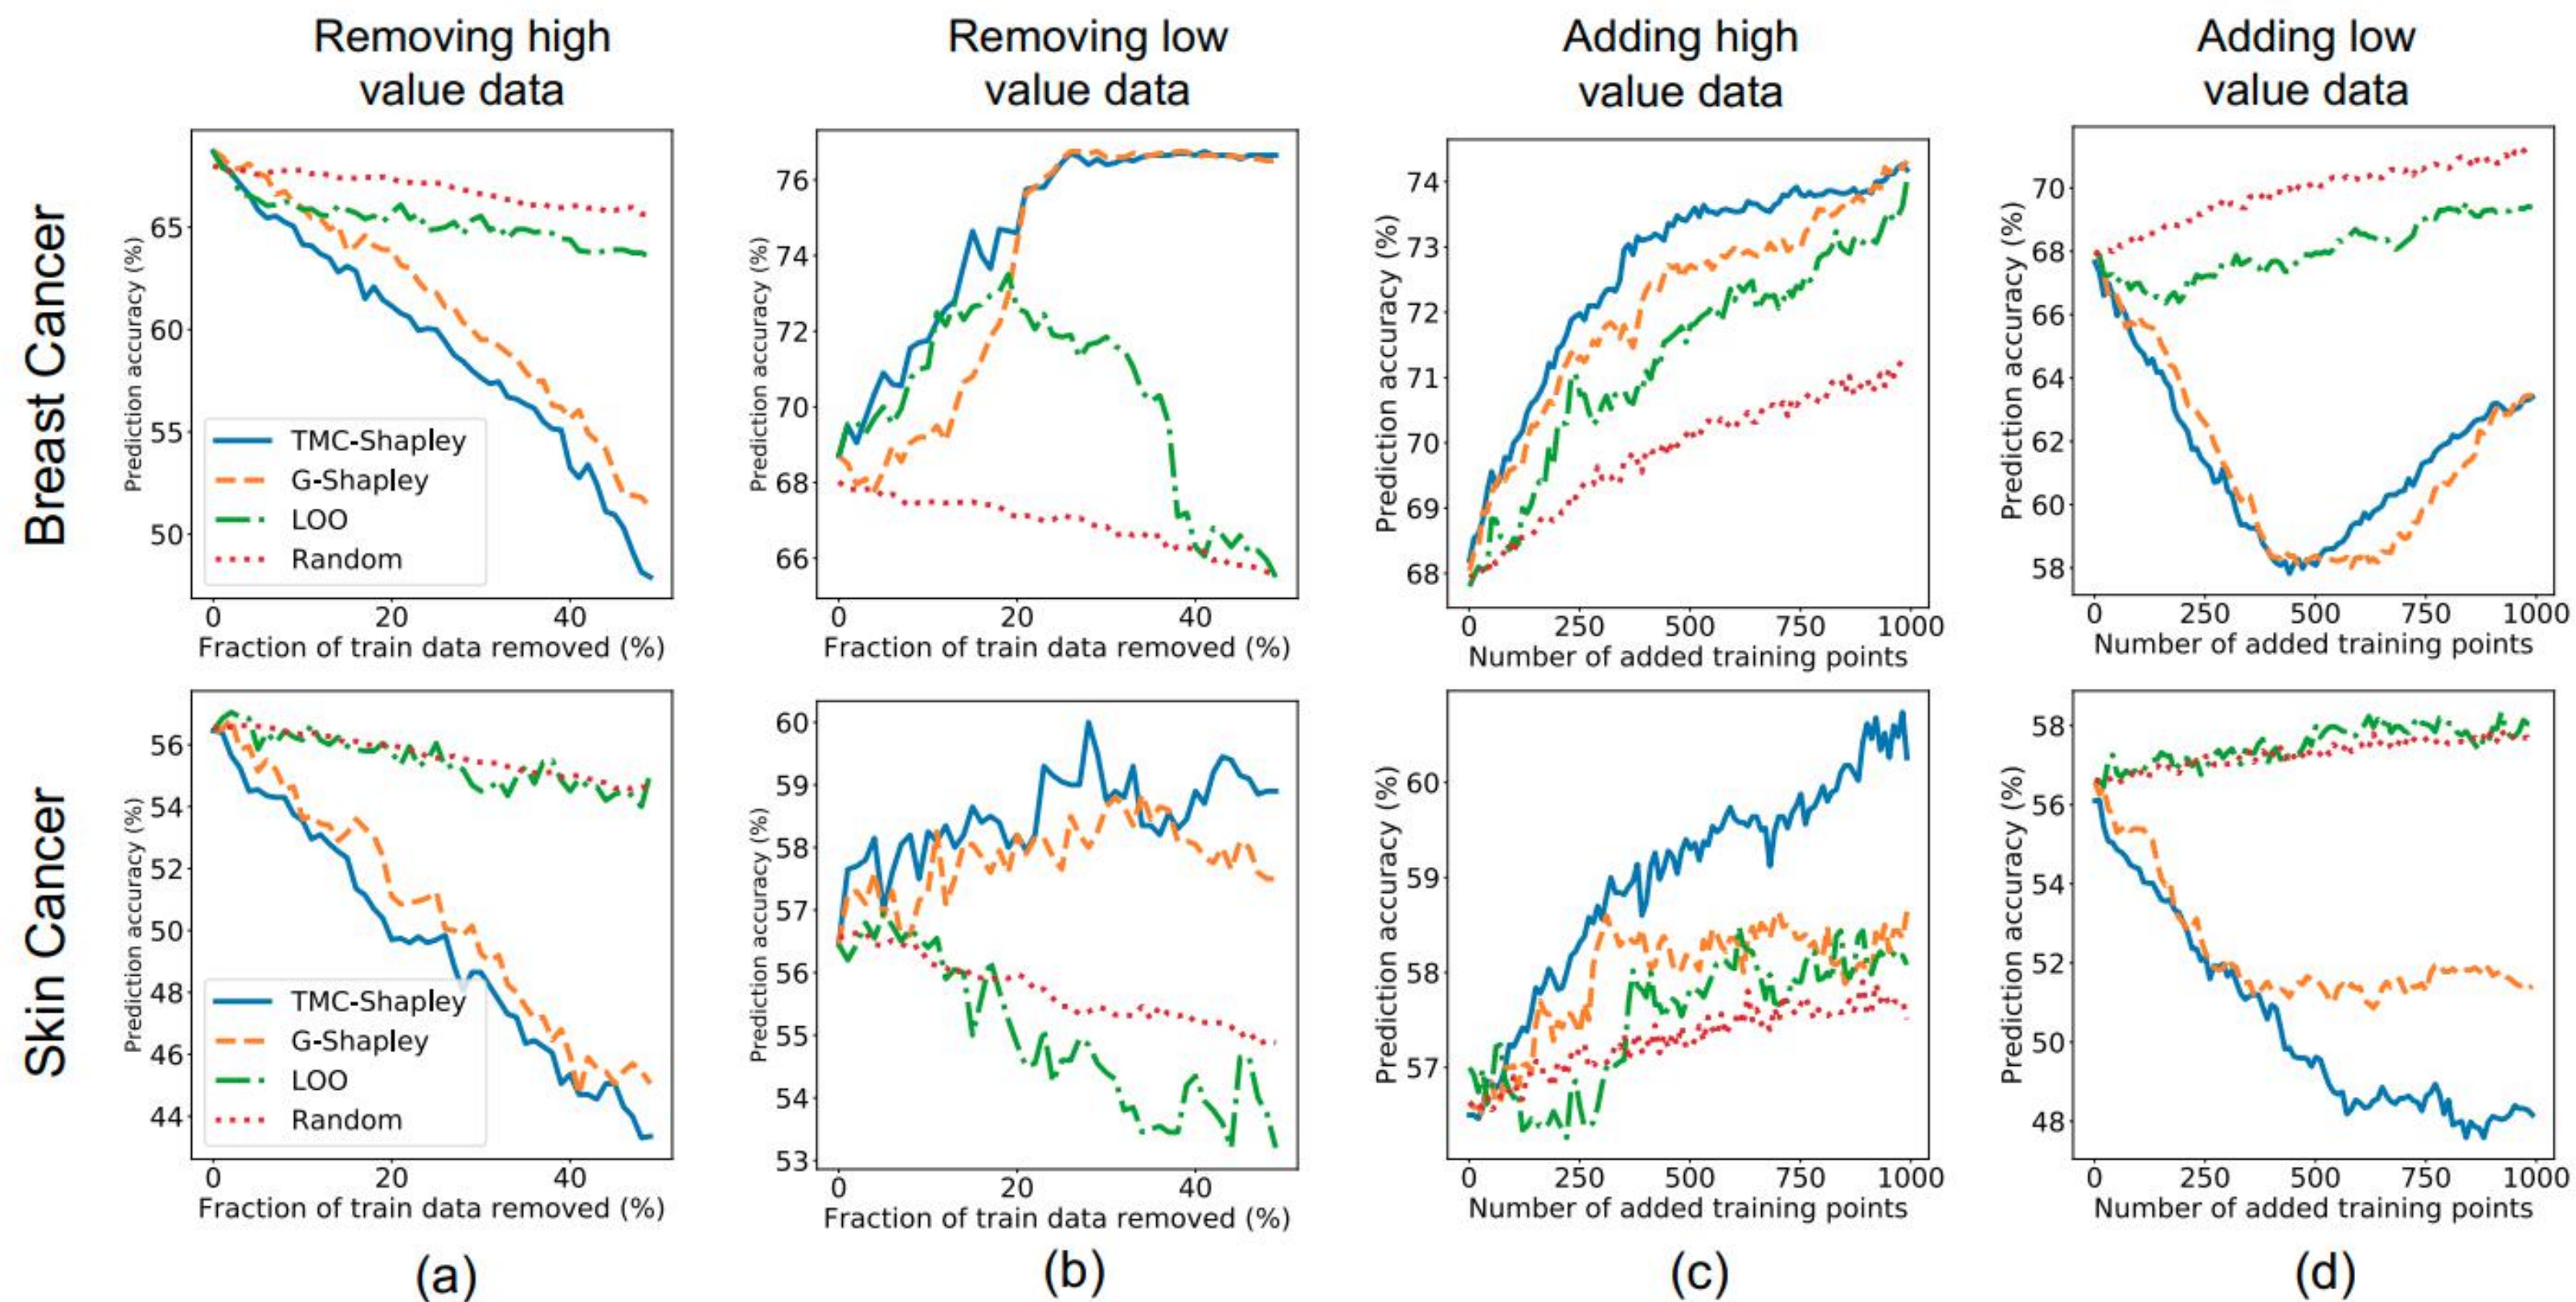 Removing high
value data
Removing low
value data
Adding high
value data
Adding low
value data
Breast Cancer
Prediction accuracy (%)
65
60
55
50
TMC-Shapley
G-Shapley
LOO
Random
0 20 40
Fraction of train data removed (%)
Prediction accuracy (%)
76
74
72
70
68
66
0 20 40
Fraction of train data removed (%)
Prediction accuracy (%)
74
73
72
71
70
69
68
0 250 500 750 1000
Number of added training points
Prediction accuracy (%)
70
68
66
64
62
60
58
0 250 500 750 1000
Number of added training points
Skin Cancer
Prediction accuracy (%)
56
54
52
50
48
46
44
TMC-Shapley
G-Shapley
LOO
Random
0 20 40
Fraction of train data removed (%)
Prediction accuracy (%)
60
59
58
57
56
55
54
53
0 20 40
Fraction of train data removed (%)
Prediction accuracy (%)
60
59
58
57
0 250 500 750 1000
Number of added training points
Prediction accuracy (%)
58
56
54
52
50
48
0 250 500 750 1000
Number of added training points
(a)
(b)
(c)
(d)